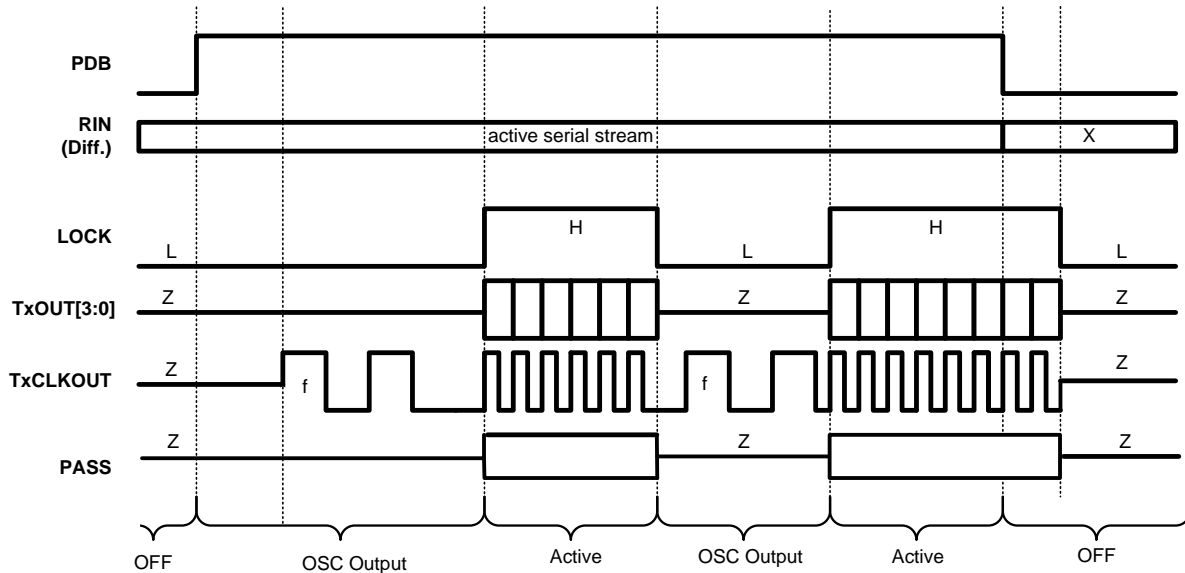 PDB
RIN
(Diff.)
active serial stream
X
LOCK
L
H
L
H
L
TxOUT[3:0]
Z
Z
Z
TxCLKOUT
Z
f
f
Z
PASS
Z
Z
Z
OFF
OSC Output
Active
OSC Output
Active
OFF